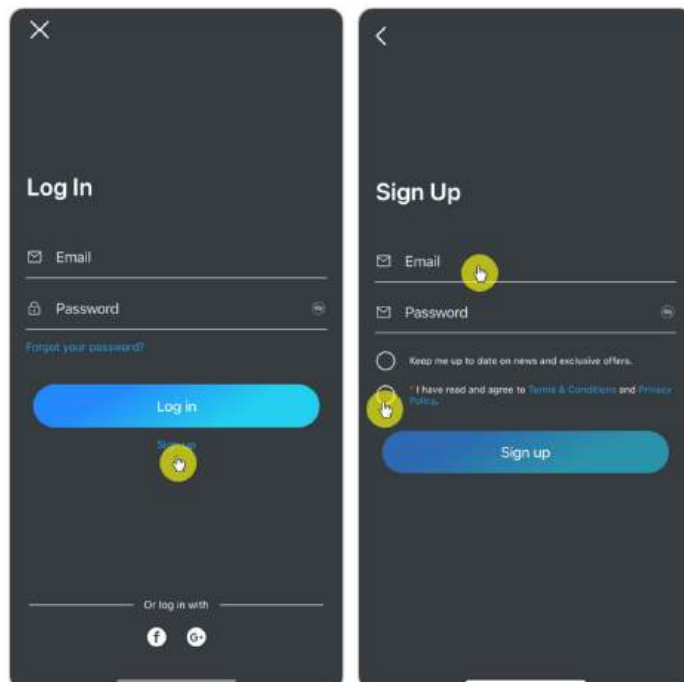 Log In
Email
Password
Forgot your password?
Log in
Sign up
Or log in with
f G+
Sign Up
Email
Password
Keep me up to date on news and exclusive offers.
* I have read and agree to Terms & Conditions and Privacy
Policy.
Sign up